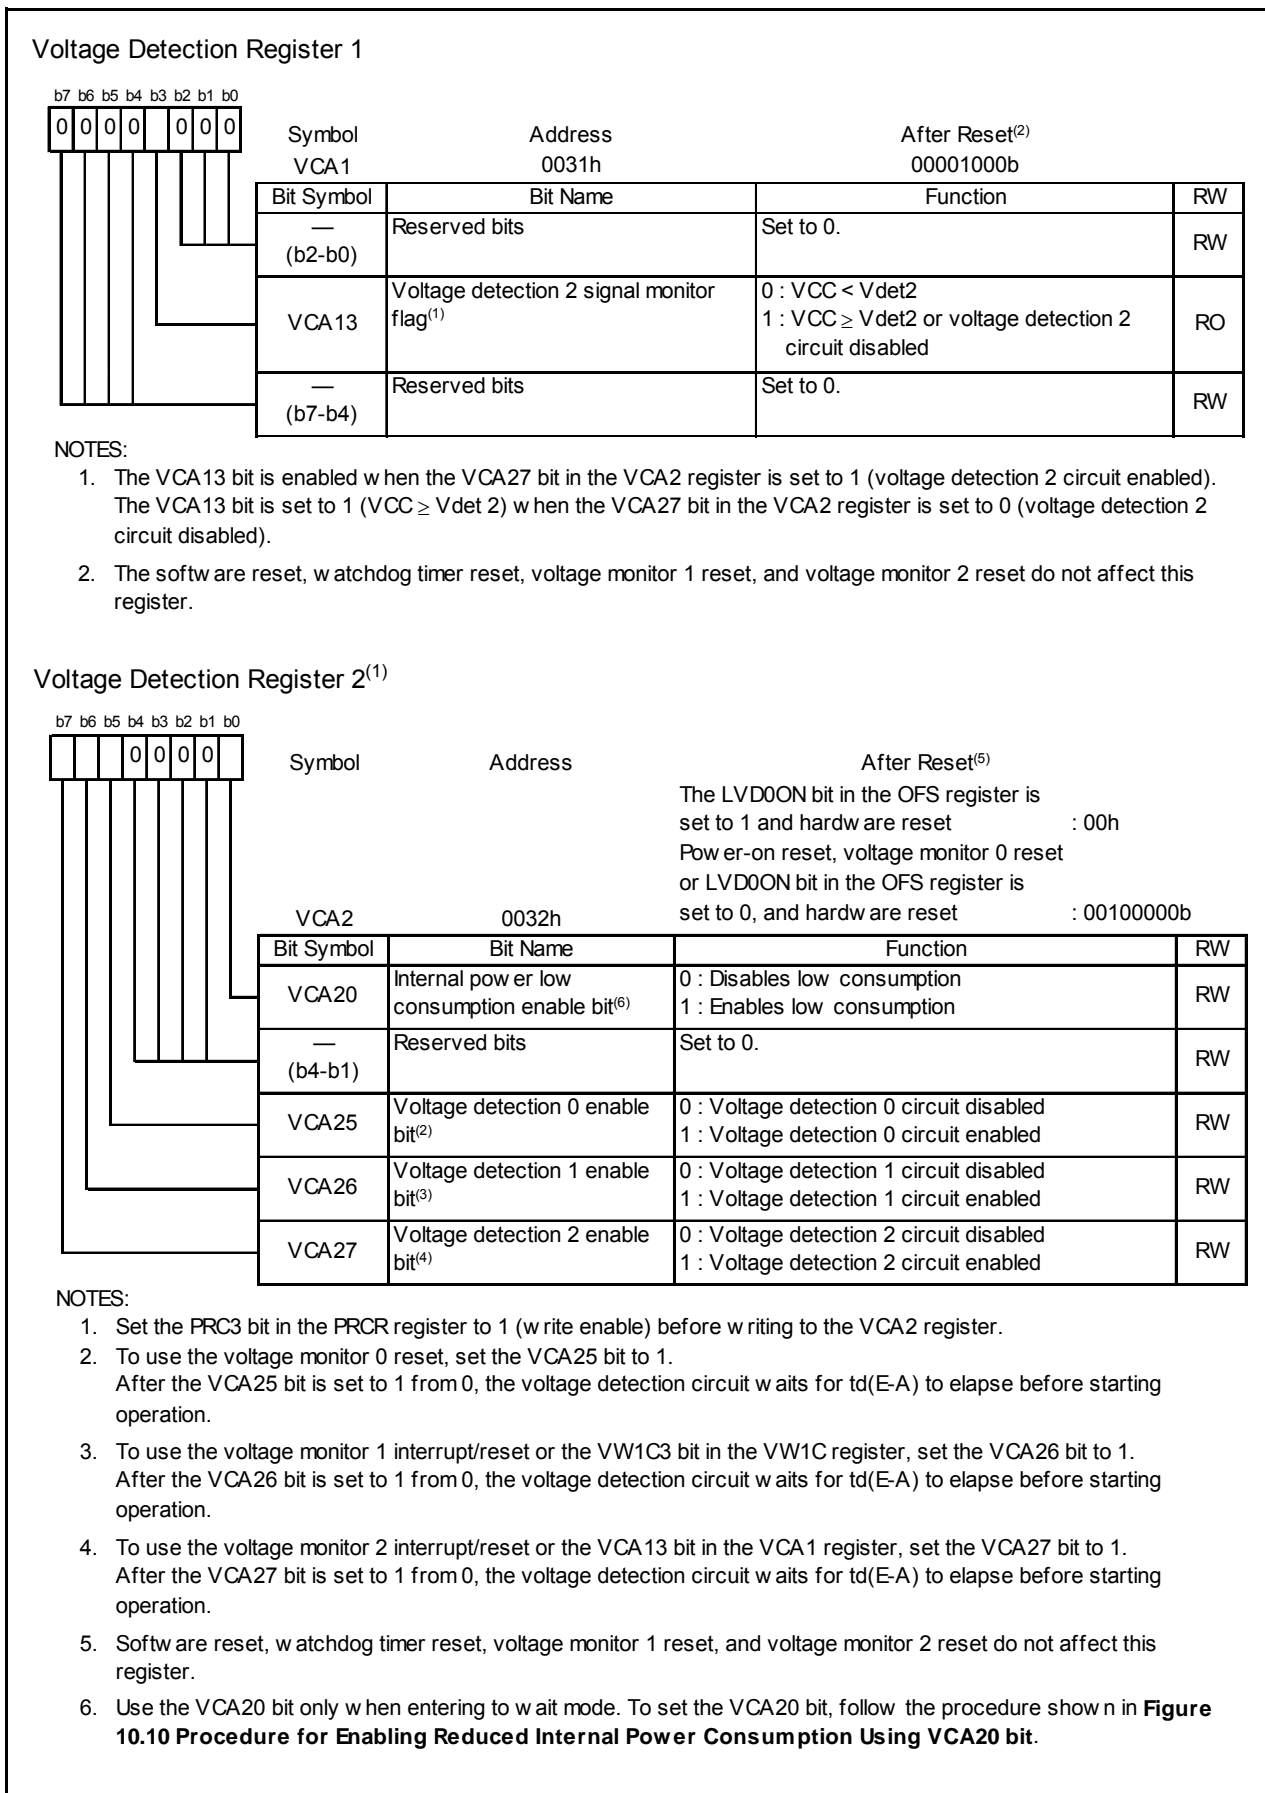 Voltage Detection Register 1
b7 b6 b5 b4 b3 b2 b1 b0
0 0 0 0 0 0 0
Symbol Address After Reset(2)
VCA1 0031h 00001000b
Bit Symbol Bit Name Function RW
— Reserved bits Set to 0. RW
(b2-b0)
VCA13 Voltage detection 2 signal monitor flag(1) 0 : VCC < Vdet2 RO
1 : VCC ≥ Vdet2 or voltage detection 2
circuit disabled
— Reserved bits Set to 0. RW
(b7-b4)
NOTES:
1. The VCA13 bit is enabled when the VCA27 bit in the VCA2 register is set to 1 (voltage detection 2 circuit enabled).
The VCA13 bit is set to 1 (VCC ≥ Vdet 2) when the VCA27 bit in the VCA2 register is set to 0 (voltage detection 2
circuit disabled).
2. The software reset, watchdog timer reset, voltage monitor 1 reset, and voltage monitor 2 reset do not affect this
register.
Voltage Detection Register 2(1)
b7 b6 b5 b4 b3 b2 b1 b0
0 0 0 0
Symbol Address After Reset(5)
The LVD0ON bit in the OFS register is
set to 1 and hardware reset : 00h
Power-on reset, voltage monitor 0 reset
or LVD0ON bit in the OFS register is
VCA2 0032h set to 0, and hardware reset : 00100000b
Bit Symbol Bit Name Function RW
VCA20 Internal power low consumption enable bit(6) 0 : Disables low consumption RW
1 : Enables low consumption
— Reserved bits Set to 0. RW
(b4-b1)
VCA25 Voltage detection 0 enable bit(2) 0 : Voltage detection 0 circuit disabled RW
1 : Voltage detection 0 circuit enabled
VCA26 Voltage detection 1 enable bit(3) 0 : Voltage detection 1 circuit disabled RW
1 : Voltage detection 1 circuit enabled
VCA27 Voltage detection 2 enable bit(4) 0 : Voltage detection 2 circuit disabled RW
1 : Voltage detection 2 circuit enabled
NOTES:
1. Set the PRC3 bit in the PRCR register to 1 (write enable) before writing to the VCA2 register.
2. To use the voltage monitor 0 reset, set the VCA25 bit to 1.
After the VCA25 bit is set to 1 from 0, the voltage detection circuit waits for td(E-A) to elapse before starting
operation.
3. To use the voltage monitor 1 interrupt/reset or the VW1C3 bit in the VW1C register, set the VCA26 bit to 1.
After the VCA26 bit is set to 1 from 0, the voltage detection circuit waits for td(E-A) to elapse before starting
operation.
4. To use the voltage monitor 2 interrupt/reset or the VCA13 bit in the VCA1 register, set the VCA27 bit to 1.
After the VCA27 bit is set to 1 from 0, the voltage detection circuit waits for td(E-A) to elapse before starting
operation.
5. Software reset, watchdog timer reset, voltage monitor 1 reset, and voltage monitor 2 reset do not affect this
register.
6. Use the VCA20 bit only when entering to wait mode. To set the VCA20 bit, follow the procedure shown in Figure
10.10 Procedure for Enabling Reduced Internal Power Consumption Using VCA20 bit.